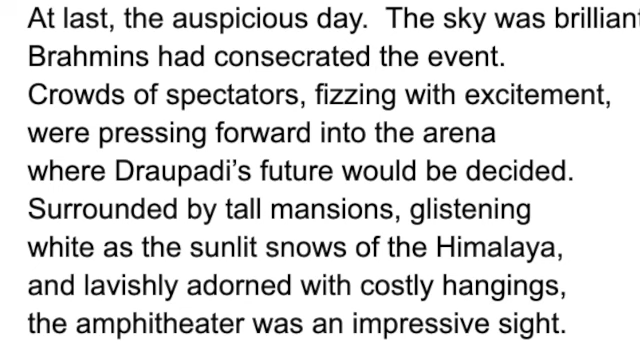 At last, the auspicious day.  The sky was brilliant
Brahmins had consecrated the event.
Crowds of spectators, fizzing with excitement,
were pressing forward into the arena
where Draupadi’s future would be decided.
Surrounded by tall mansions, glistening
white as the sunlit snows of the Himalaya,
and lavishly adorned with costly hangings,
the amphitheater was an impressive sight.